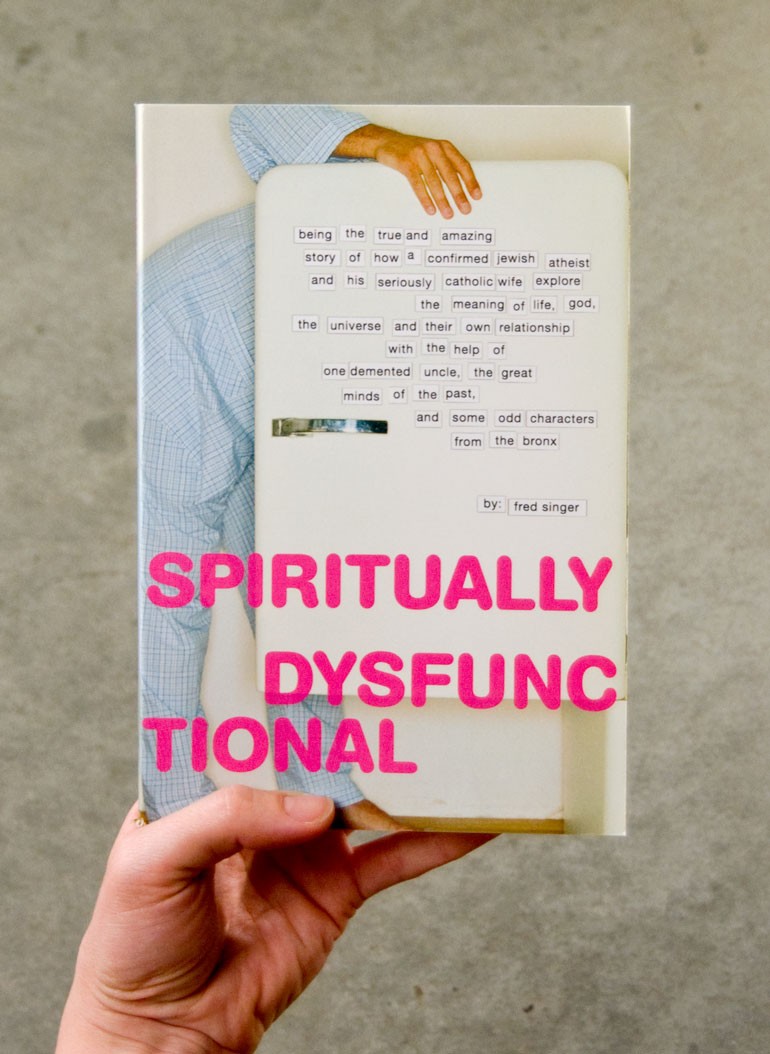 being the true and amazing
story of how a confirmed jewish atheist
and his seriously catholic wife explore
the meaning of life, god,
the universe and their own relationship
with the help of
one demented uncle, the great
minds of the past,
and some odd characters
from the bronx
by: fred singer
SPIRITUALLY
DYSFUNC
TIONAL